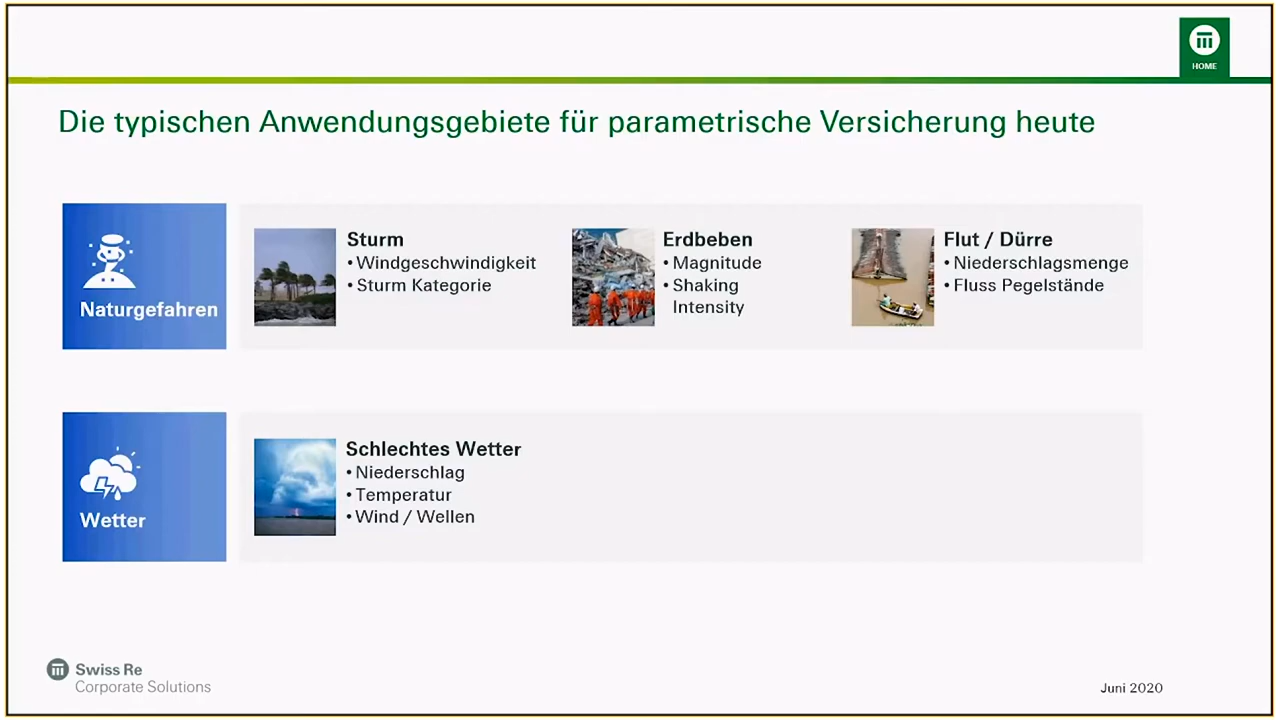 HOME
Die typischen Anwendungsgebiete für parametrische Versicherung heute
Naturgefahren
Sturm
• Windgeschwindigkeit
• Sturm Kategorie
Erdbeben
• Magnitude
• Shaking
Intensity
Flut / Dürre
• Niederschlagsmenge
• Fluss Pegelstände
Wetter
Schlechtes Wetter
• Niederschlag
• Temperatur
• Wind / Wellen
Swiss Re
Corporate Solutions
Juni 2020